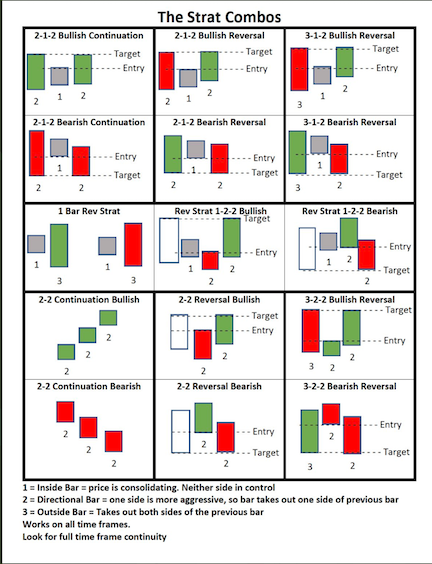 The Strat Combos
2-1-2 Bullish Continuation
Target
Entry
2
1
2
2-1-2 Bullish Reversal
Target
Entry
2
1
2
3-1-2 Bullish Reversal
Target
Entry
3
1
2
2-1-2 Bearish Continuation
1
Entry
Target
2
2
2-1-2 Bearish Reversal
1
Entry
Target
2
2
3-1-2 Bearish Reversal
1
Entry
Target
3
2
1 Bar Rev Strat
1
3
1
3
Rev Strat 1-2-2 Bullish
Target
Entry
1
2
2
Rev Strat 1-2-2 Bearish
1
2
Entry
Target
2
2-2 Continuation Bullish
2
2
2
2-2 Reversal Bullish
Target
Entry
2
2
3-2-2 Bullish Reversal
Target
Entry
3
2
2
2-2 Continuation Bearish
2
2
2
2-2 Reversal Bearish
2
Entry
Target
2
3-2-2 Bearish Reversal
2
Entry
Target
3
2
1 = Inside Bar = price is consolidating. Neither side in control
2 = Directional Bar = one side is more aggressive, so bar takes out one side of previous bar
3 = Outside Bar = Takes out both sides of the previous bar
Works on all time frames.
Look for full time frame continuity